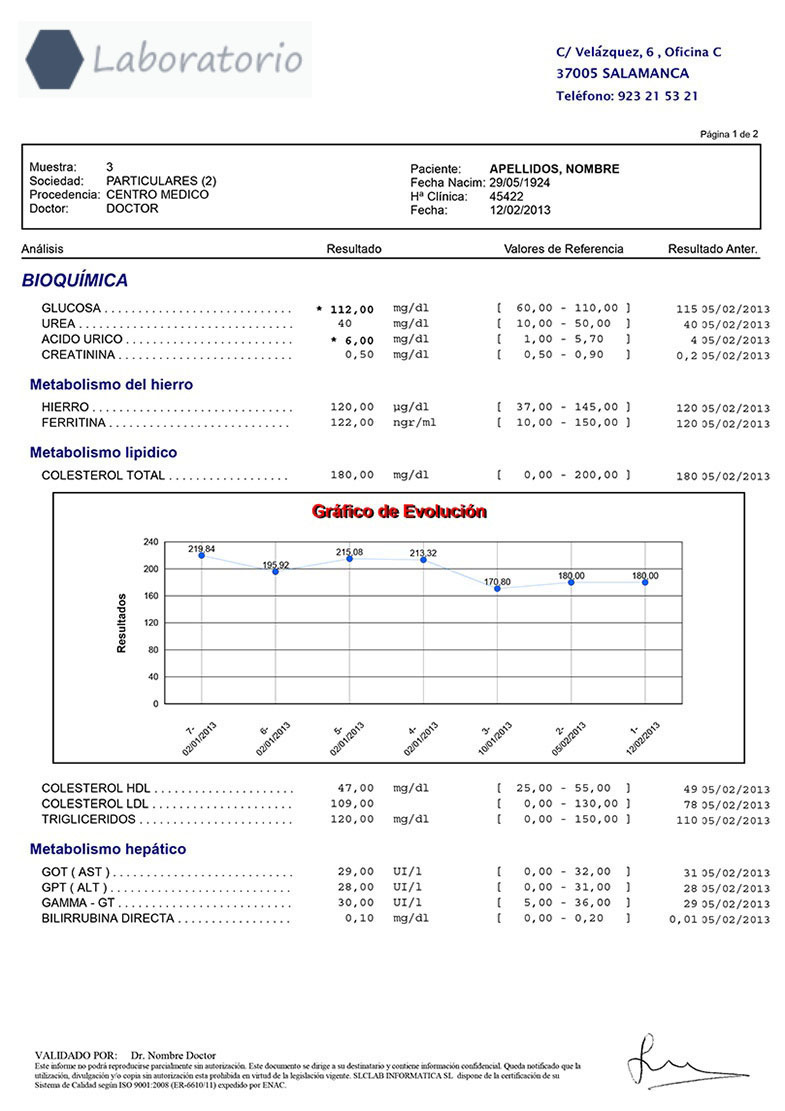 Laboratorio
C/ Velázquez, 6 , Oficina C
37005 SALAMANCA
Teléfono: 923 21 53 21
Página 1 de 2
Muestra: 3
Sociedad: PARTICULARES (2)
Procedencia: CENTRO MEDICO
Doctor: DOCTOR
Paciente: APELLIDOS, NOMBRE
Fecha Nacim: 29/05/1924
Hª Clínica: 45422
Fecha: 12/02/2013
Análisis Resultado Valores de Referencia Resultado Anter.
BIOQUÍMICA
GLUCOSA . . . . . . . . . . . . . . . . . . . . . . . . . . . * 112,00 mg/dl [ 60,00 - 110,00 ] 115 05/02/2013
UREA . . . . . . . . . . . . . . . . . . . . . . . . . . . . . . 40 mg/dl [ 10,00 - 50,00 ] 40 05/02/2013
ACIDO URICO . . . . . . . . . . . . . . . . . . . . . . . . * 6,00 mg/dl [ 1,00 - 5,70 ] 4 05/02/2013
CREATININA . . . . . . . . . . . . . . . . . . . . . . . . . 0,50 mg/dl [ 0,50 - 0,90 ] 0,2 05/02/2013
Metabolismo del hierro
HIERRO . . . . . . . . . . . . . . . . . . . . . . . . . . . . 120,00 µg/dl [ 37,00 - 145,00 ] 120 05/02/2013
FERRITINA . . . . . . . . . . . . . . . . . . . . . . . . . . 122,00 ngr/ml [ 10,00 - 150,00 ] 120 05/02/2013
Metabolismo lipidico
COLESTEROL TOTAL . . . . . . . . . . . . . . . . . 180,00 mg/dl [ 0,00 - 200,00 ] 180 05/02/2013
Gráfico de Evolución
240
200
160
120
80
40
0
Resultados
219,84 195,92 215,08 213,32 170,80 180,00 180,00
7- 02/01/2013
6- 02/01/2013
5- 02/01/2013
4- 02/01/2013
3- 10/01/2013
2- 05/02/2013
1- 12/02/2013
COLESTEROL HDL . . . . . . . . . . . . . . . . . . . . 47,00 mg/dl [ 25,00 - 55,00 ] 49 05/02/2013
COLESTEROL LDL . . . . . . . . . . . . . . . . . . . . 109,00 [ 0,00 - 130,00 ] 78 05/02/2013
TRIGLICERIDOS . . . . . . . . . . . . . . . . . . . . . . 120,00 mg/dl [ 0,00 - 150,00 ] 110 05/02/2013
Metabolismo hepático
GOT ( AST ) . . . . . . . . . . . . . . . . . . . . . . . . . . 29,00 UI/l [ 0,00 - 32,00 ] 31 05/02/2013
GPT ( ALT ) . . . . . . . . . . . . . . . . . . . . . . . . . . 28,00 UI/l [ 0,00 - 31,00 ] 28 05/02/2013
GAMMA - GT . . . . . . . . . . . . . . . . . . . . . . . . . 30,00 UI/l [ 5,00 - 36,00 ] 29 05/02/2013
BILIRRUBINA DIRECTA . . . . . . . . . . . . . . . . 0,10 mg/dl [ 0,00 - 0,20 ] 0,01 05/02/2013
VALIDADO POR: Dr. Nombre Doctor
Este informe no podrá reproducirse parcialmente sin autorización. Este documento se dirige a su destinatario y contiene información confidencial. Queda notificado que la
utilización, divulgación y/o copia sin autorización esta prohibida en virtud de la legislación vigente. SLCLAB INFORMATICA SL dispone de la certificación de su
Sistema de Calidad según ISO 9001:2008 (ER-6610/11) expedido por ENAC.